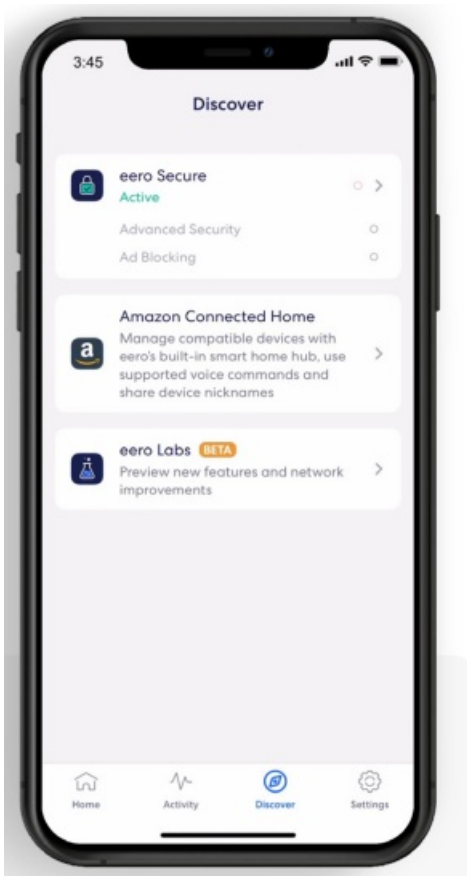 3:45
Discover
eero Secure
Active
Advanced Security
Ad Blocking
Amazon Connected Home
Manage compatible devices with
eero's built-in smart home hub, use
supported voice commands and
share device nicknames
a
eero Labs BETA
Preview new features and network
improvements
Home Activity Discover Settings